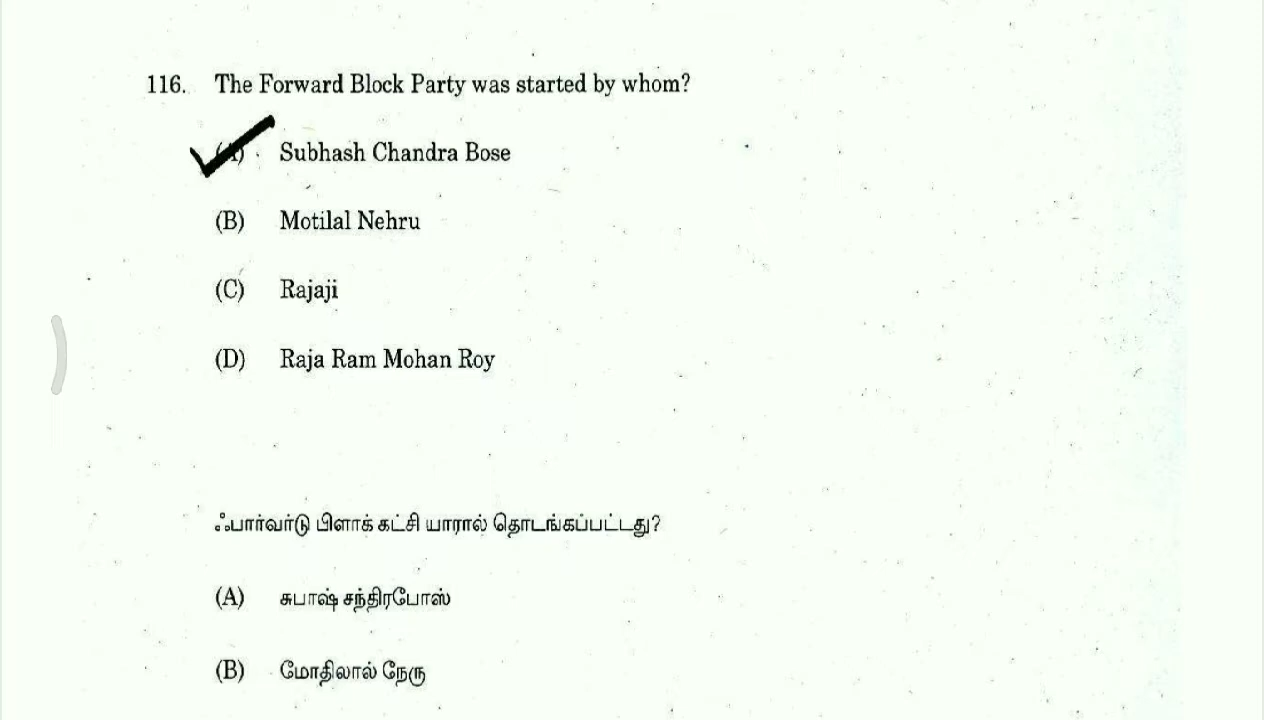 116. The Forward Block Party was started by whom?
(A) Subhash Chandra Bose
(B) Motilal Nehru
(C) Rajaji
(D) Raja Ram Mohan Roy
ஃபார்வர்டு பிளாக் கட்சி யாரால் தொடங்கப்பட்டது?
(A) சுபாஷ் சந்திரபோஸ்
(B) மோதிலால் நேரு